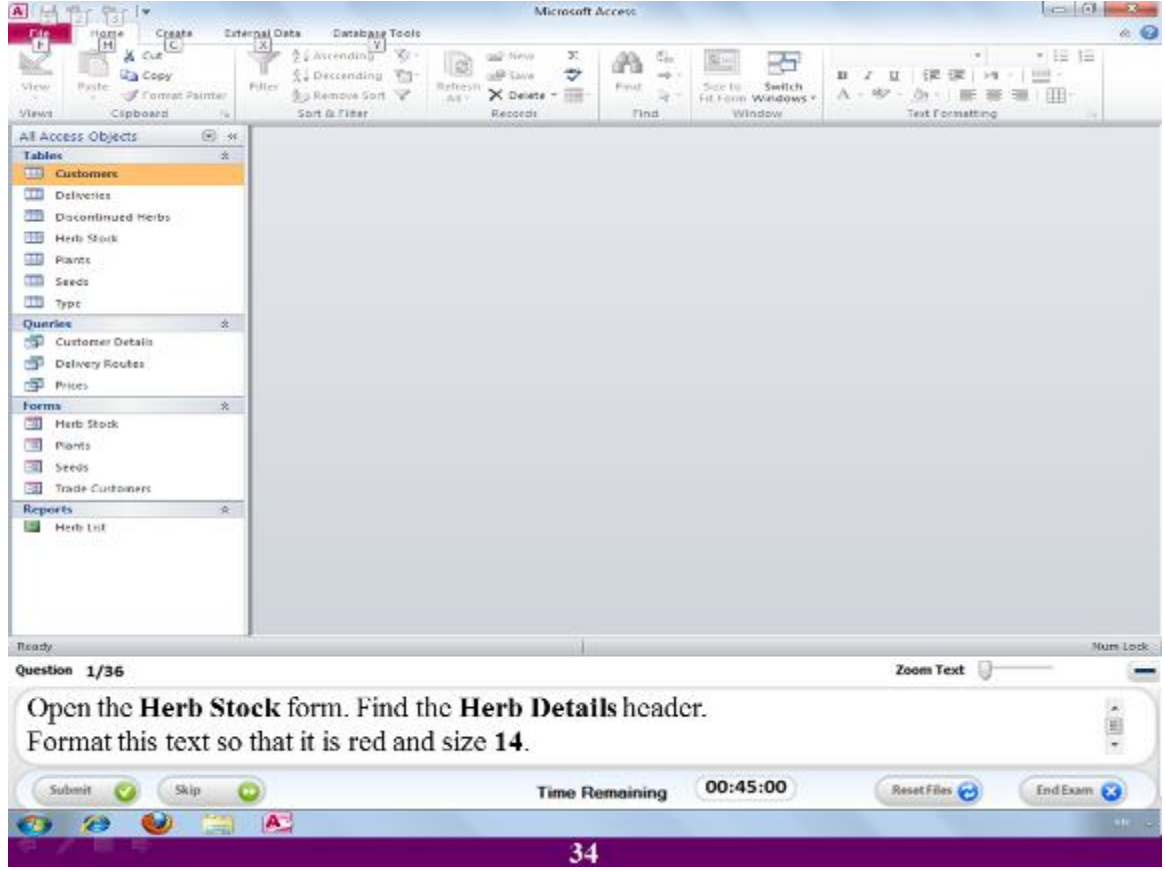 Microsoft Access
File Home Create External Data Database Tools
F H C X Y
View Paste Cut Copy Format Painter
Filter Ascending Descending Remove Sort
Refresh All New Save Delete
Find
Size to Fit Form Switch Windows
Views Clipboard Sort & Filter Records Find Window Text Formatting
All Access Objects
Tables
Customers
Deliveries
Discontinued Herbs
Herb Stock
Plants
Seeds
Type
Queries
Customer Details
Delivery Routes
Prices
Forms
Herb Stock
Plants
Seeds
Trade Customers
Reports
Herb List
Ready Num Lock
Question 1/36 Zoom Text
Open the Herb Stock form. Find the Herb Details header.
Format this text so that it is red and size 14.
Submit Skip Time Remaining 00:45:00 Reset Files End Exam
34